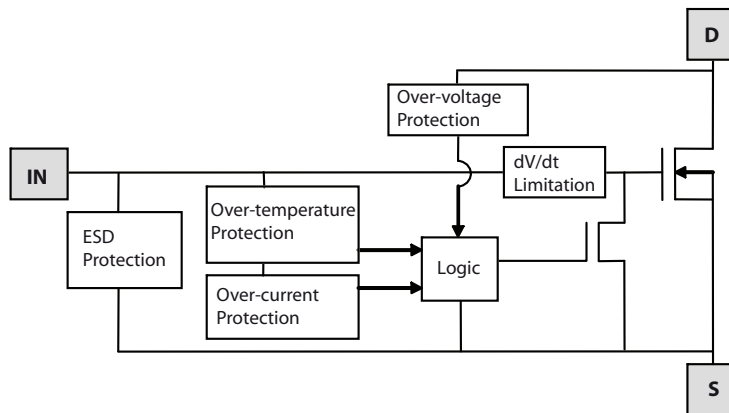 D
Over-voltage
Protection
IN
dV/dt
Limitation
ESD
Protection
Over-temperature
Protection
Logic
Over-current
Protection
S